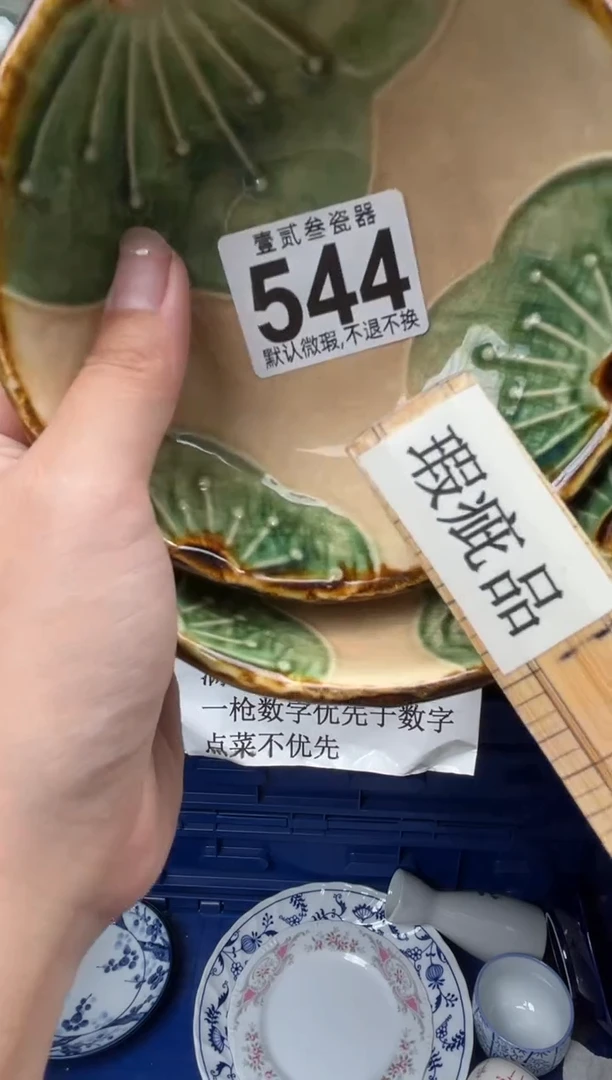 壹贰叁瓷器
544
默认微瑕,不退不换
瑕疵品
一枪数字优先于数字
点菜不优先